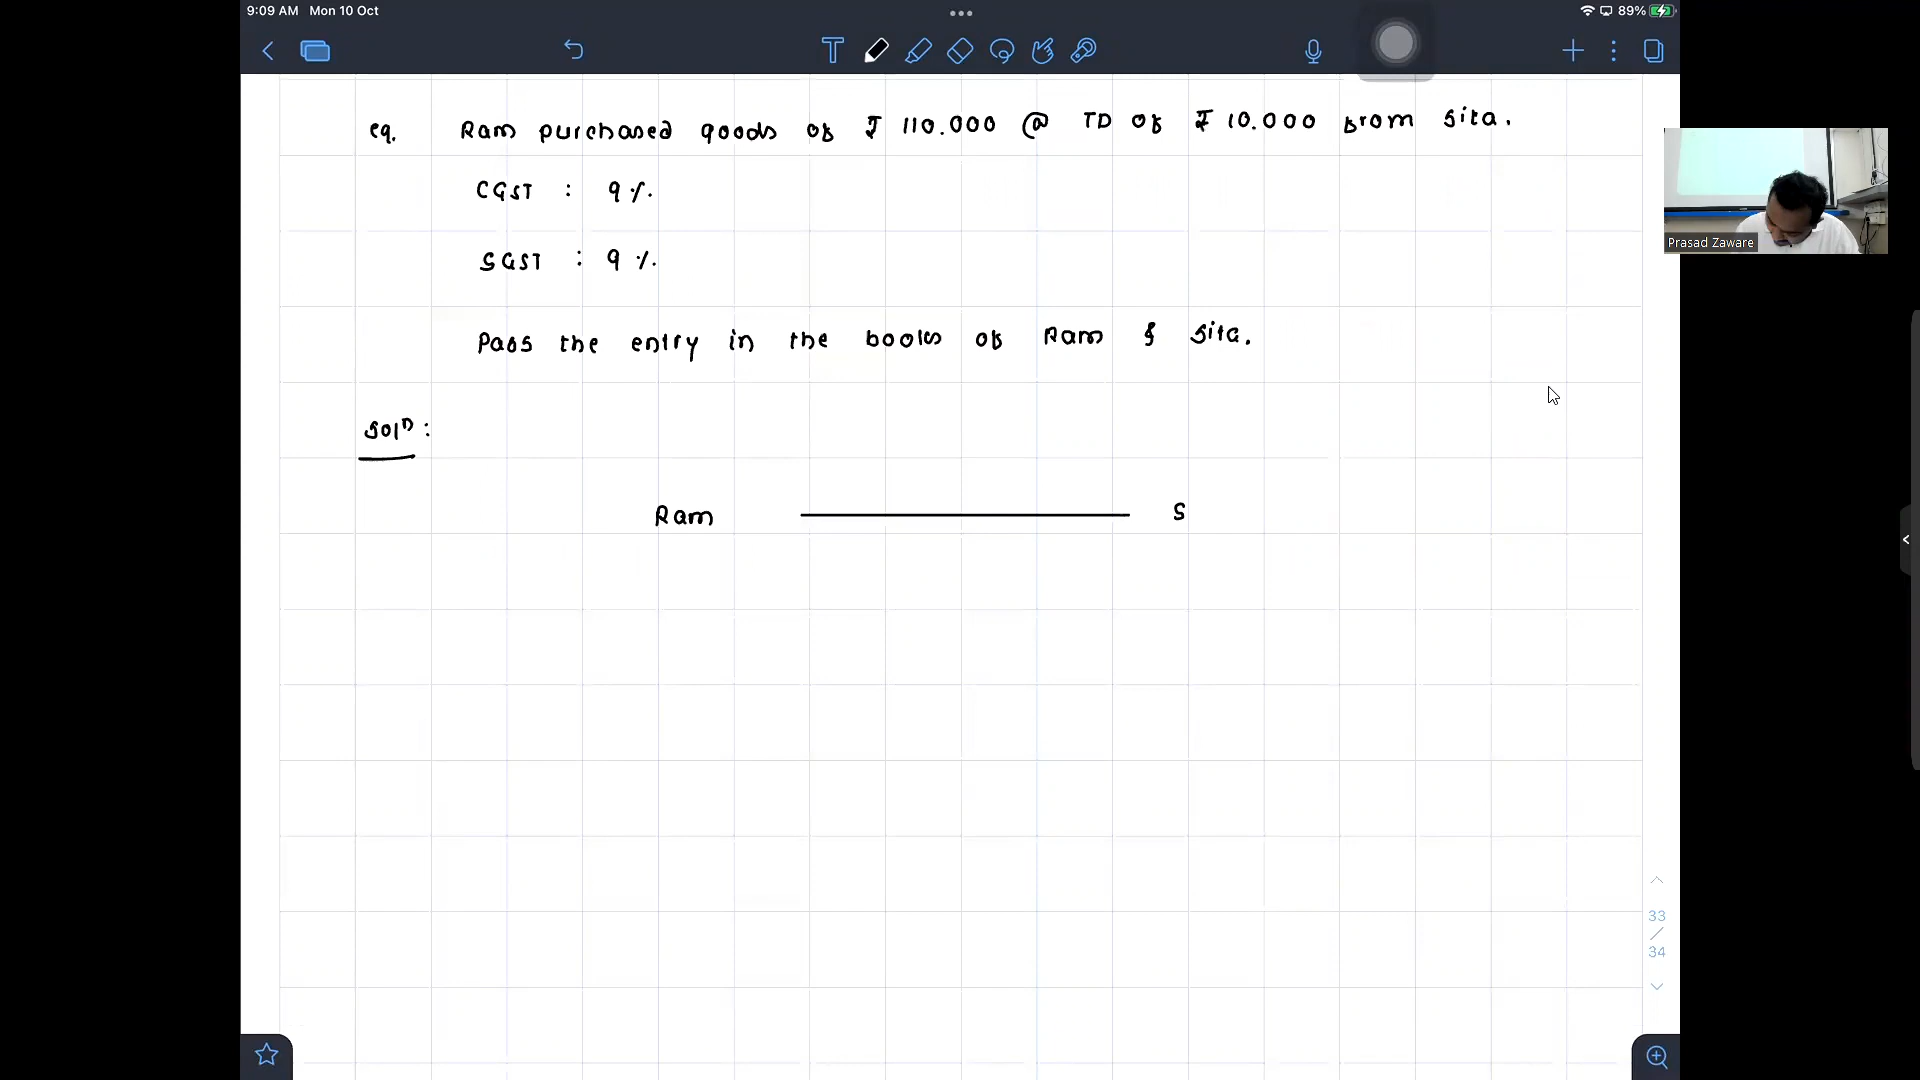 9:09 AM Mon 10 Oct
89%
eg. Ram purchased goods of ₹ 110.000 @ TD of ₹ 10.000 from Sita.
CGST : 9 %.
SGST : 9 %.
Pass the entry in the books of Ram & Sita.
Solⁿ :
Ram S
Prasad Zaware
33
/
34